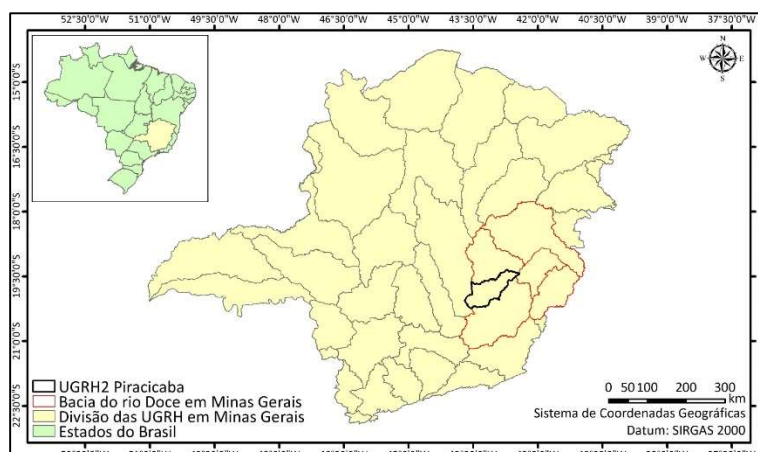 52°30'0"S 51°0'0"O 49°30'0"O 48°0'0"O 46°30'0"O 45°0'0"O 43°30'0"O 42°0'0"O 40°30'0"O 39°0'0"O 37°30'0"O
N
W E
S
15°0'0"S
16°30'0"S
18°0'0"S
19°30'0"S
21°0'0"S
22°30'0"S
UGRH2 Piracicaba
Bacia do rio Doce em Minas Gerais
Divisão das UGRH em Minas Gerais
Estados do Brasil
0 50 100 200 300
km
Sistema de Coordenadas Geográficas
Datum: SIRGAS 2000